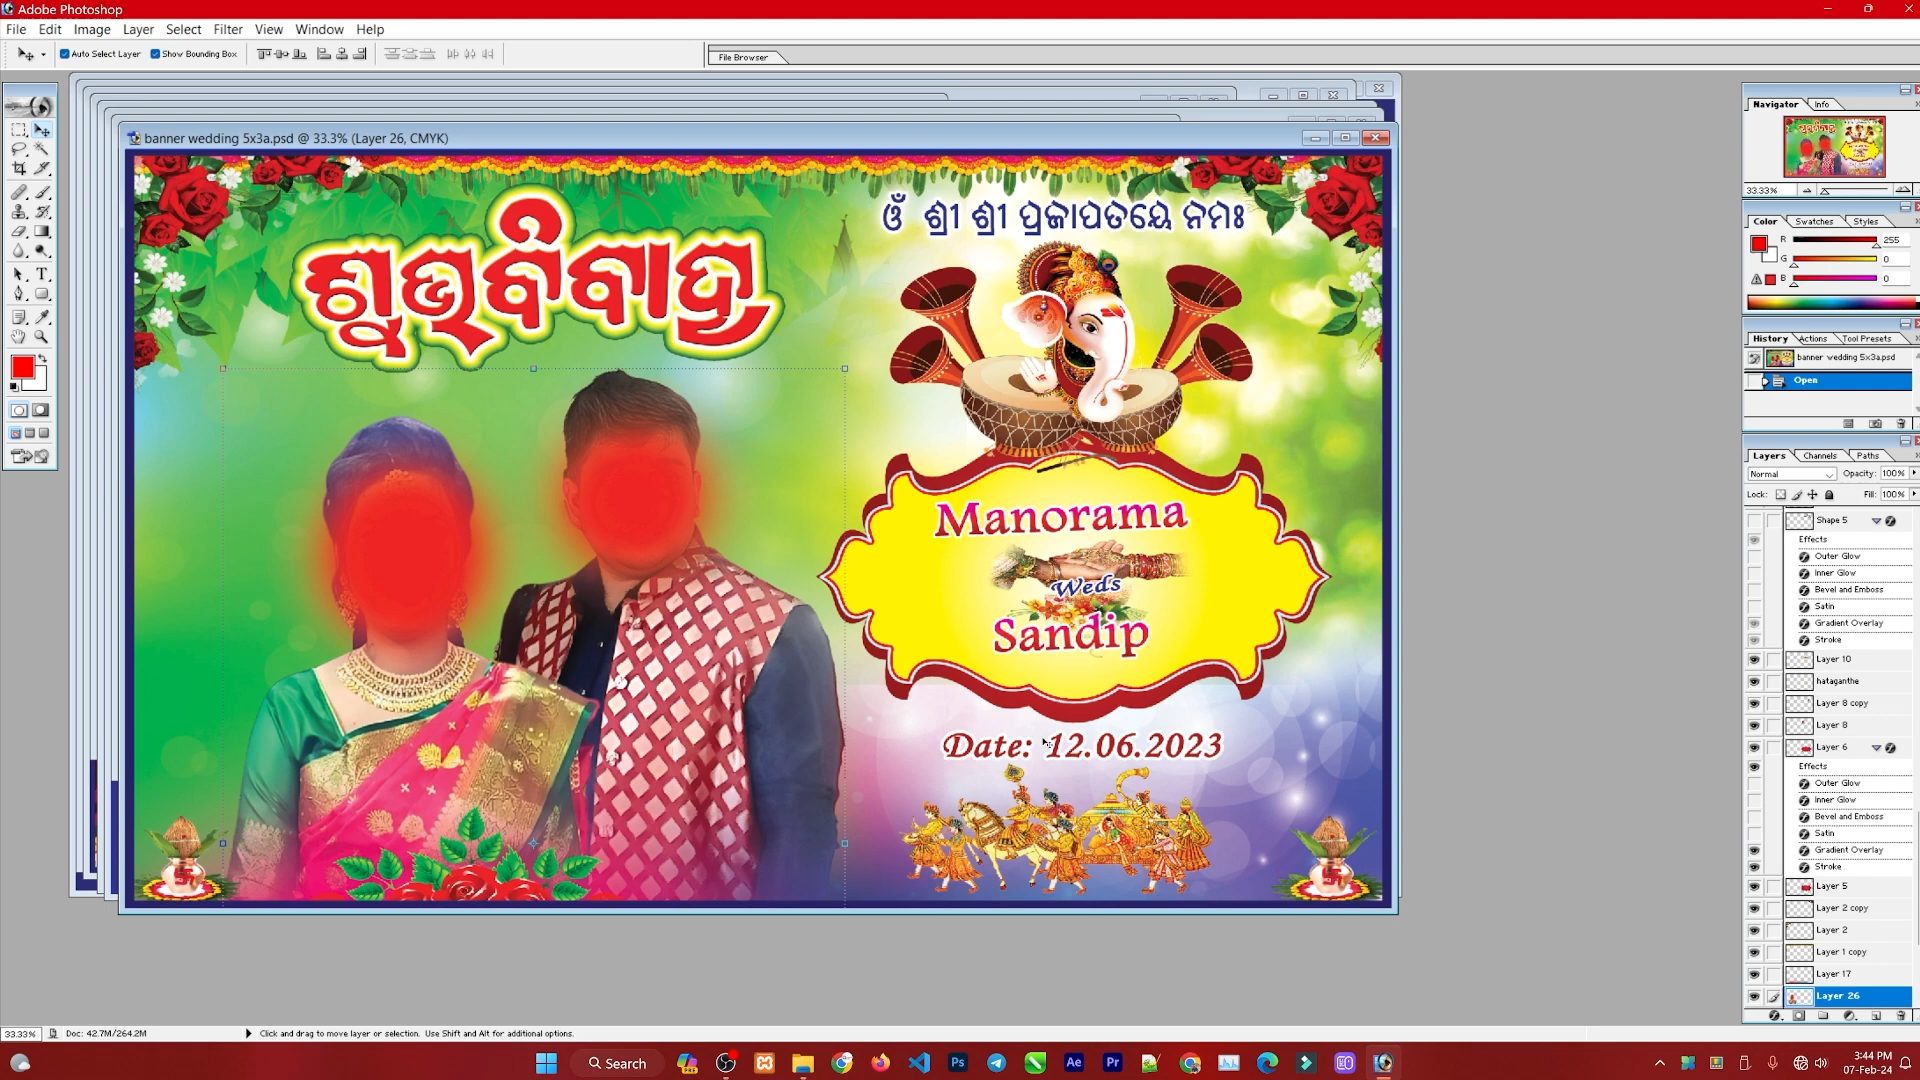 Adobe Photoshop
File Edit Image Layer Select Filter View Window Help
Auto Select Layer Show Bounding Box
File Browser
banner wedding 5x3a.psd @ 33.3% (Layer 26, CMYK)
ଶୁଭବିବାହ
ଓଁ ଶ୍ରୀ ଶ୍ରୀ ପ୍ରଜାପତୟେ ନମଃ
Manorama
Weds
Sandip
Date: 12.06.2023
Navigator Info
33.33%
Color Swatches Styles
R 255
G 0
B 0
History Actions Tool Presets
banner wedding 5x3a.psd
Open
Layers Channels Paths
Normal Opacity: 100%
Lock: Fill: 100%
Shape 5
Effects
Outer Glow
Inner Glow
Bevel and Emboss
Satin
Gradient Overlay
Stroke
Layer 10
hataganthe
Layer 8 copy
Layer 8
Layer 6
Effects
Outer Glow
Inner Glow
Bevel and Emboss
Satin
Gradient Overlay
Stroke
Layer 5
Layer 2 copy
Layer 2
Layer 1 copy
Layer 17
Layer 26
33.33% Doc: 42.7M/264.2M Click and drag to move layer or selection. Use Shift and Alt for additional options.
Search
3:44 PM
07-Feb-24